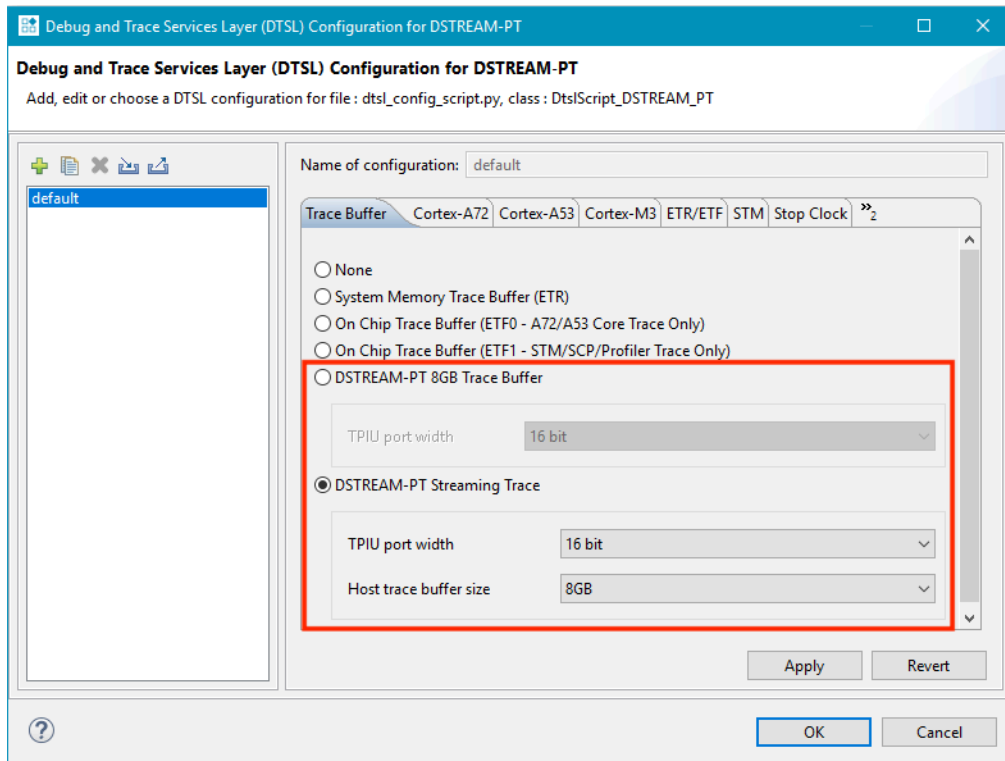 Debug and Trace Services Layer (DTSL) Configuration for DSTREAM-PT
Debug and Trace Services Layer (DTSL) Configuration for DSTREAM-PT
Add, edit or choose a DTSL configuration for file : dtsl_config_script.py, class : DtslScript_DSTREAM_PT
Name of configuration: default
default
Trace Buffer Cortex-A72 Cortex-A53 Cortex-M3 ETR/ETF STM Stop Clock »2
None
System Memory Trace Buffer (ETR)
On Chip Trace Buffer (ETF0 - A72/A53 Core Trace Only)
On Chip Trace Buffer (ETF1 - STM/SCP/Profiler Trace Only)
DSTREAM-PT 8GB Trace Buffer
TPIU port width 16 bit
DSTREAM-PT Streaming Trace
TPIU port width 16 bit
Host trace buffer size 8GB
Apply Revert
? OK Cancel